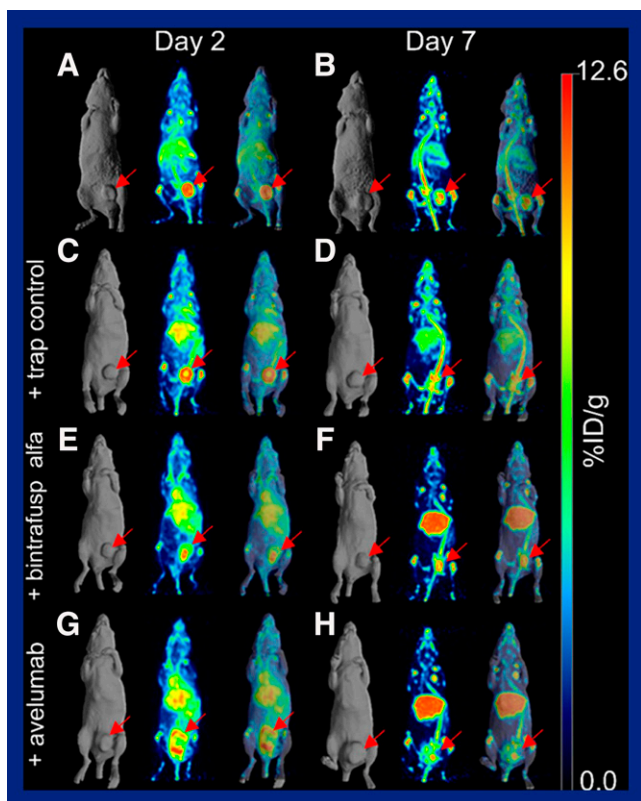 Day 2
Day 7
12.6
A
B
C
D
+ trap control
E
F
+ bintrafusp alfa
G
H
+ avelumab
%ID/g
0.0